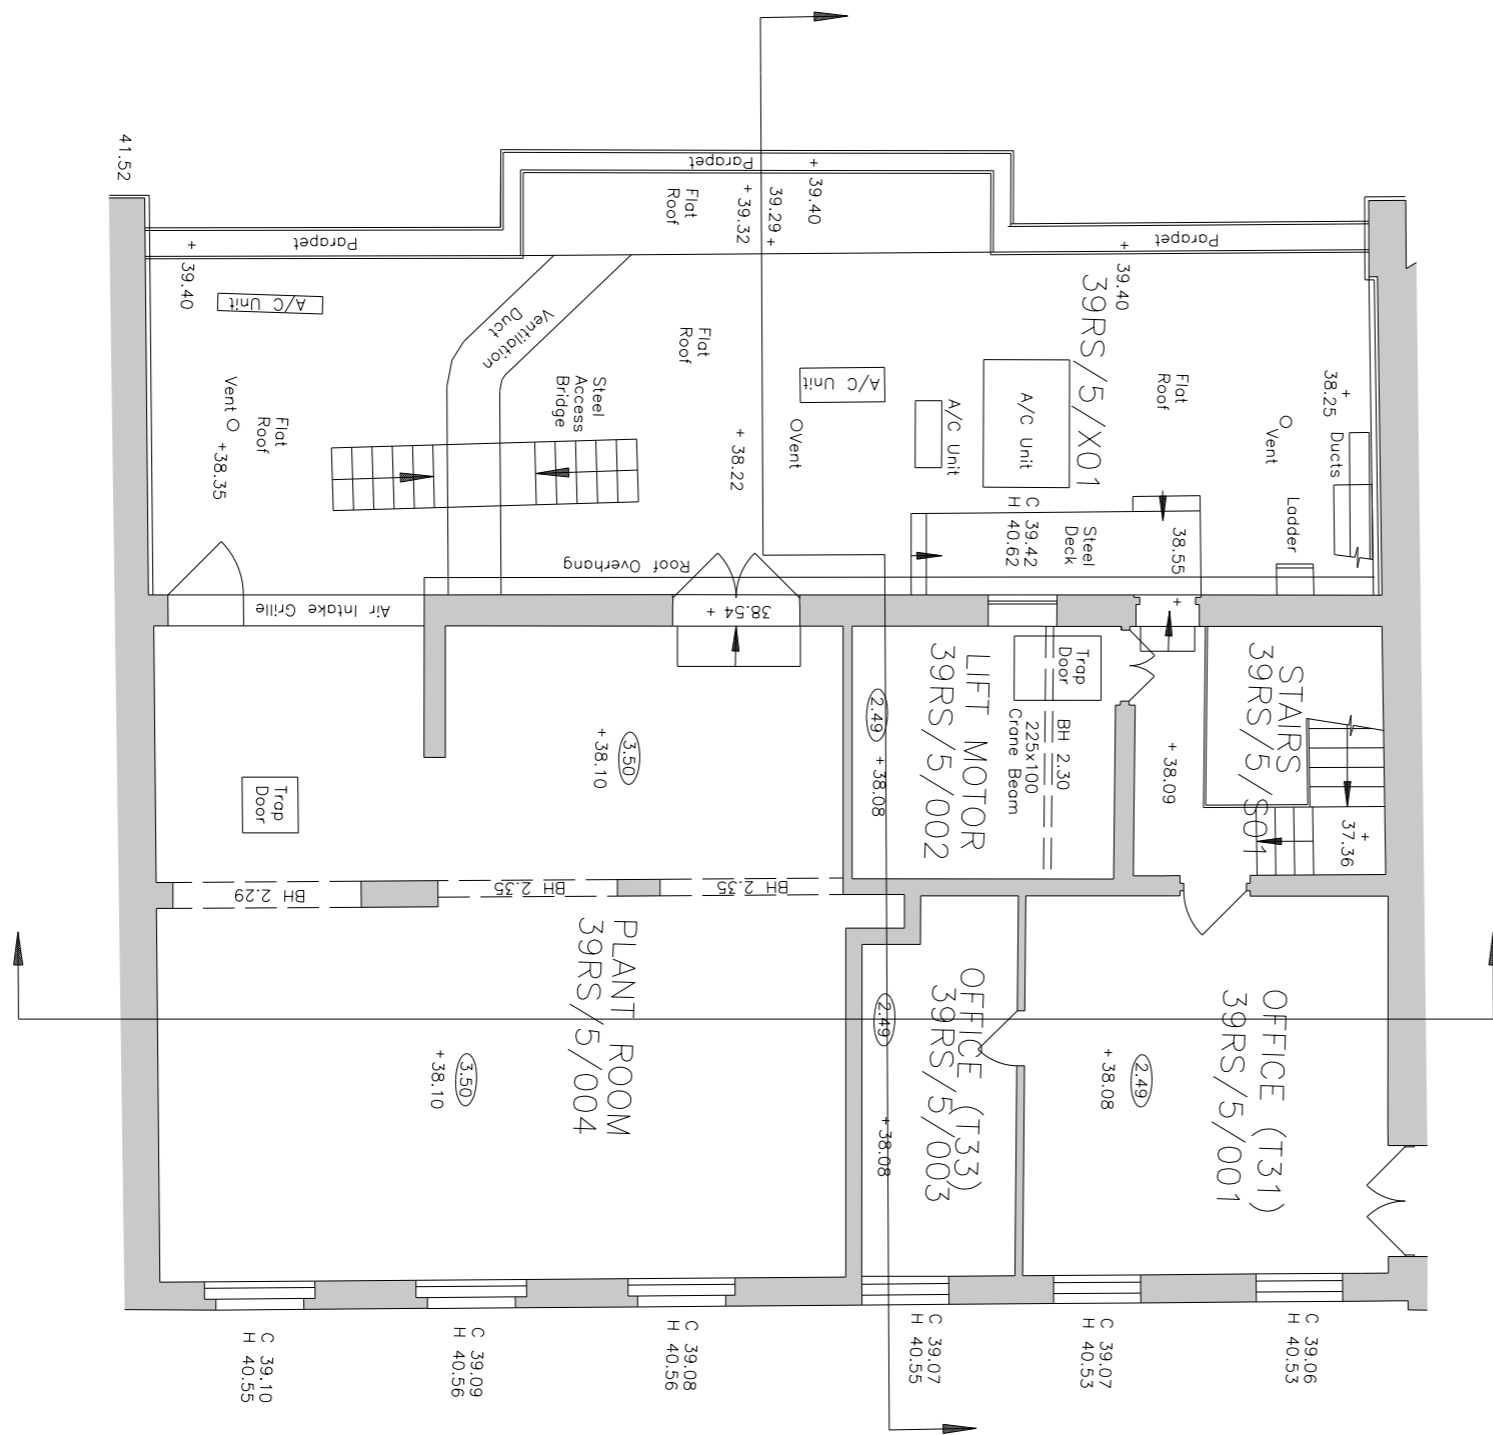 41.52
Parapet
+ 39.40
Flat
Roof
+ 39.32
39.29 +
Parapet
+ 39.40
Parapet
+ 39.40
A/C Unit
Ventilation
Duct
39RS/5/X01
Flat
Roof
Steel
Access
Bridge
A/C Unit
A/C Unit
A/C Unit
Flat
Roof
+ 38.25
Ducts
Vent
Flat
Roof
+38.35
+ 38.22
Vent
Vent
Ladder
C 39.42
H 40.62
Steel
Deck
38.55 +
Roof Overhang
Air Intake Grille
38.54 +
LIFT MOTOR
39RS/5/002
Trap
Door
STAIRS
39RS/5/S01
3.50
+ 38.10
2.49
+ 38.08
BH 2.30
225x100
Crane Beam
+ 38.09
+ 37.36
Trap
Door
BH 2.29
BH 2.35
BH 2.35
PLANT ROOM
39RS/5/004
OFFICE (T33)
39RS/5/003
OFFICE (T31)
39RS/5/001
3.50
+ 38.10
2.49
+ 38.08
2.49
+ 38.08
C 39.10
H 40.55
C 39.09
H 40.56
C 39.08
H 40.56
C 39.07
H 40.55
C 39.07
H 40.53
C 39.06
H 40.53